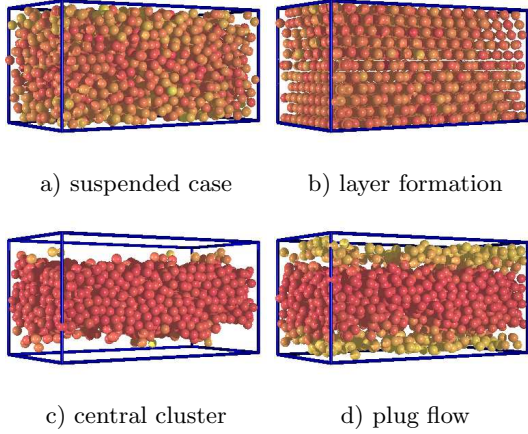 a) suspended case
b) layer formation
c) central cluster
d) plug flow